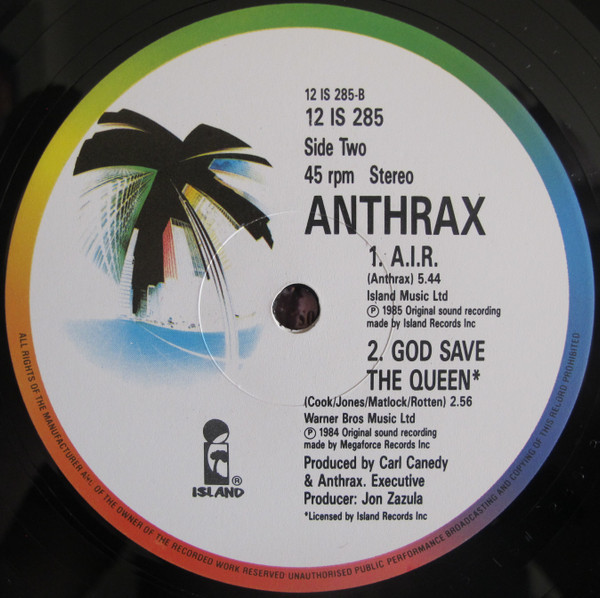 12 IS 285-B
12 IS 285
Side Two
45 rpm Stereo
ANTHRAX
1. A.I.R.
(Anthrax) 5.44
Island Music Ltd
Ⓟ 1985 Original sound recording
made by Island Records Inc
2. GOD SAVE
THE QUEEN*
(Cook/Jones/Matlock/Rotten) 2.56
Warner Bros Music Ltd
Ⓟ 1984 Original sound recording
made by Megaforce Records Inc
Produced by Carl Canedy
& Anthrax. Executive
Producer: Jon Zazula
*Licensed by Island Records Inc
ISLAND®
ALL RIGHTS OF THE MANUFACTURER AND OF THE OWNER OF THE RECORDED WORK RESERVED UNAUTHORISED PUBLIC PERFORMANCE BROADCASTING AND COPYING OF THIS RECORD PROHIBITED